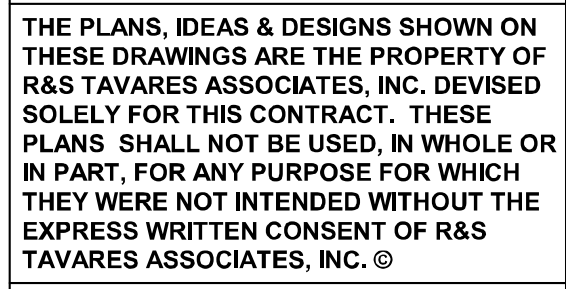 THE PLANS, IDEAS & DESIGNS SHOWN ON
THESE DRAWINGS ARE THE PROPERTY OF
R&S TAVARES ASSOCIATES, INC. DEVISED
SOLELY FOR THIS CONTRACT.  THESE
PLANS  SHALL NOT BE USED, IN WHOLE OR
IN PART, FOR ANY PURPOSE FOR WHICH
THEY WERE NOT INTENDED WITHOUT THE
EXPRESS WRITTEN CONSENT OF R&S
TAVARES ASSOCIATES, INC. ©